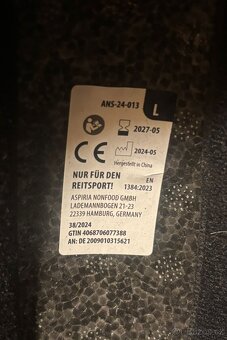 ANS-24-013
L
2027-05
2024-05
CE
Hergestellt in China
NUR FÜR DEN
REITSPORT!
EN
1384:2023
ASPIRIA NONFOOD GMBH
LADEMANNBOGEN 21-23
22339 HAMBURG, GERMANY
38/2024
GTIN 4068706077388
AN: DE 2009010315621